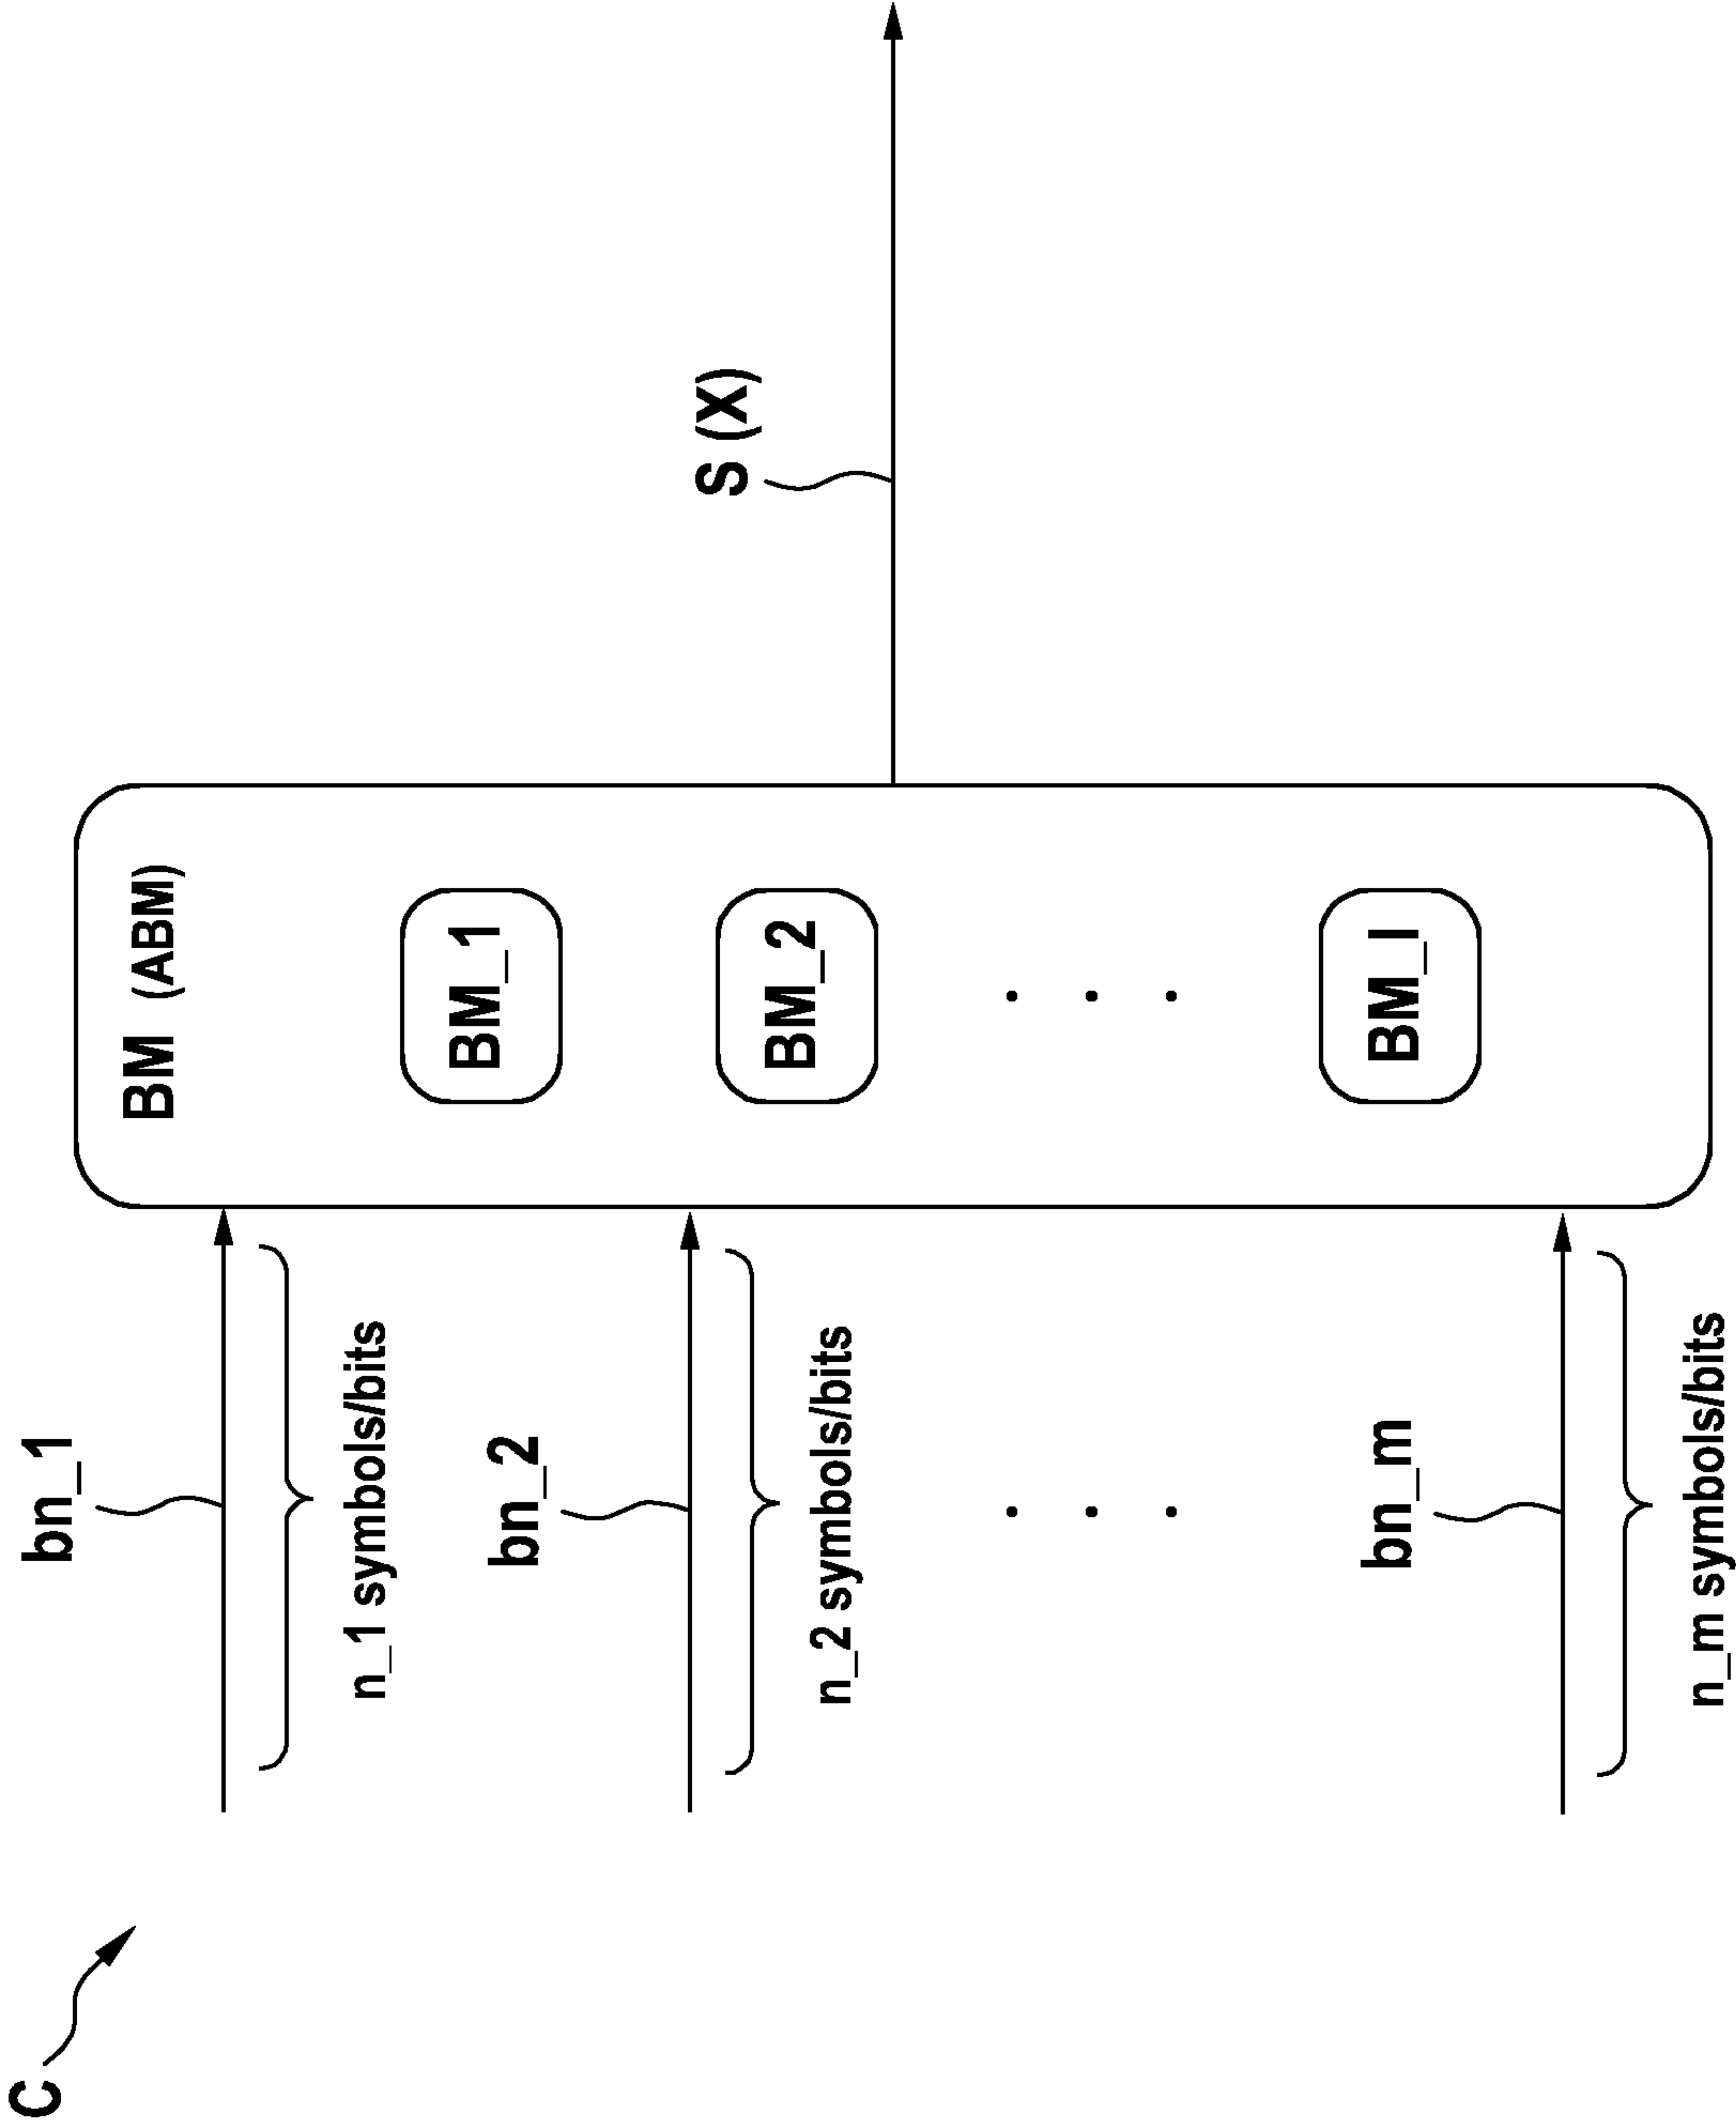 C
bn_1
n_1 symbols/bits
bn_2
n_2 symbols/bits
bn_m
n_m symbols/bits
BM (ABM)
BM_1
BM_2
BM_l
S (X)